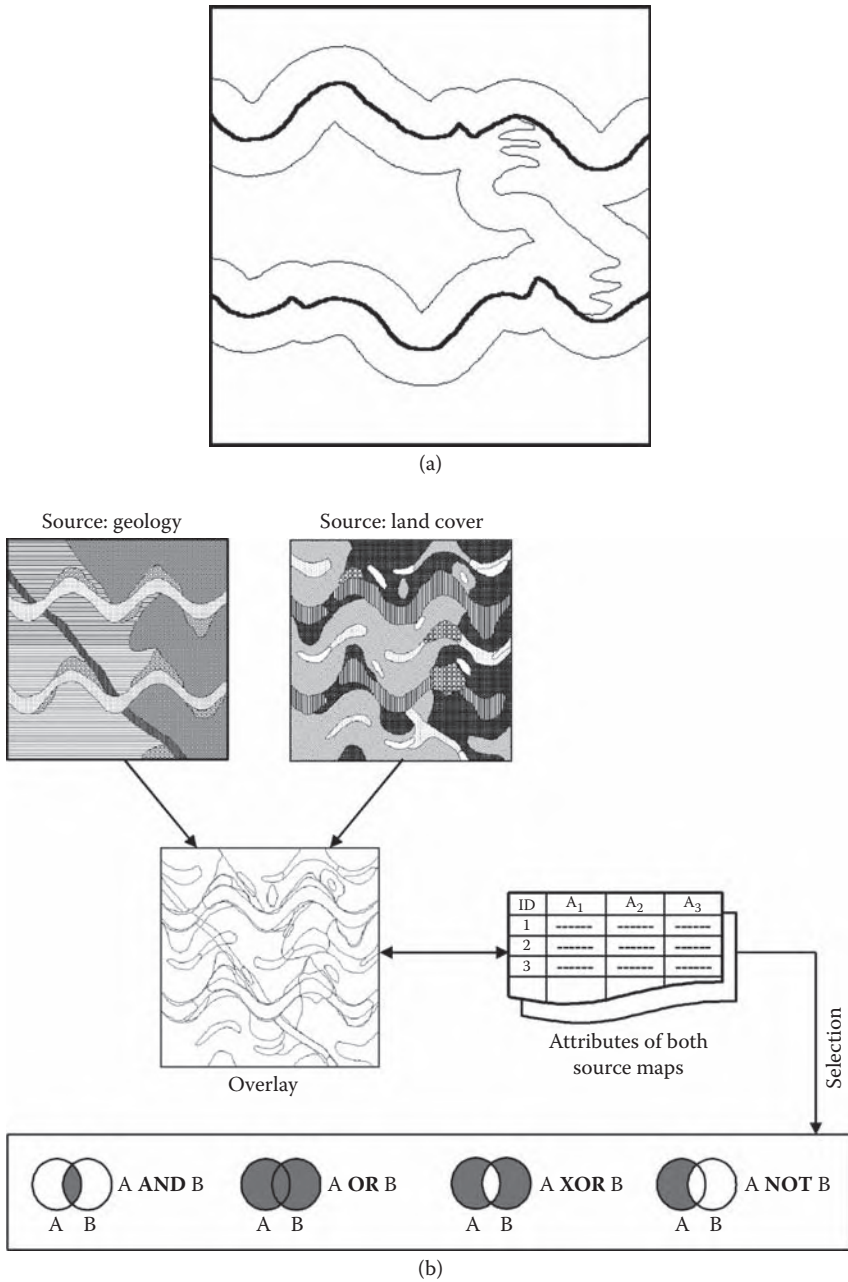 (a)
Source: geology
Source: land cover
ID A1 A2 A3
1 ------ ------ ------
2 ------ ------ ------
3 ------ ------ ------
Attributes of both
source maps
Overlay
Selection
A AND B
A B
A OR B
A B
A XOR B
A B
A NOT B
A B
(b)